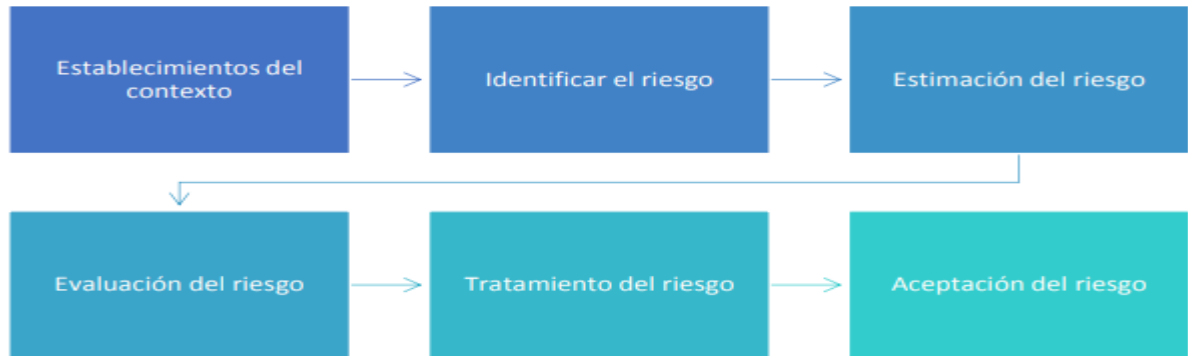 Establecimientos del
contexto
Identificar el riesgo
Estimación del riesgo
Evaluación del riesgo
Tratamiento del riesgo
Aceptación del riesgo